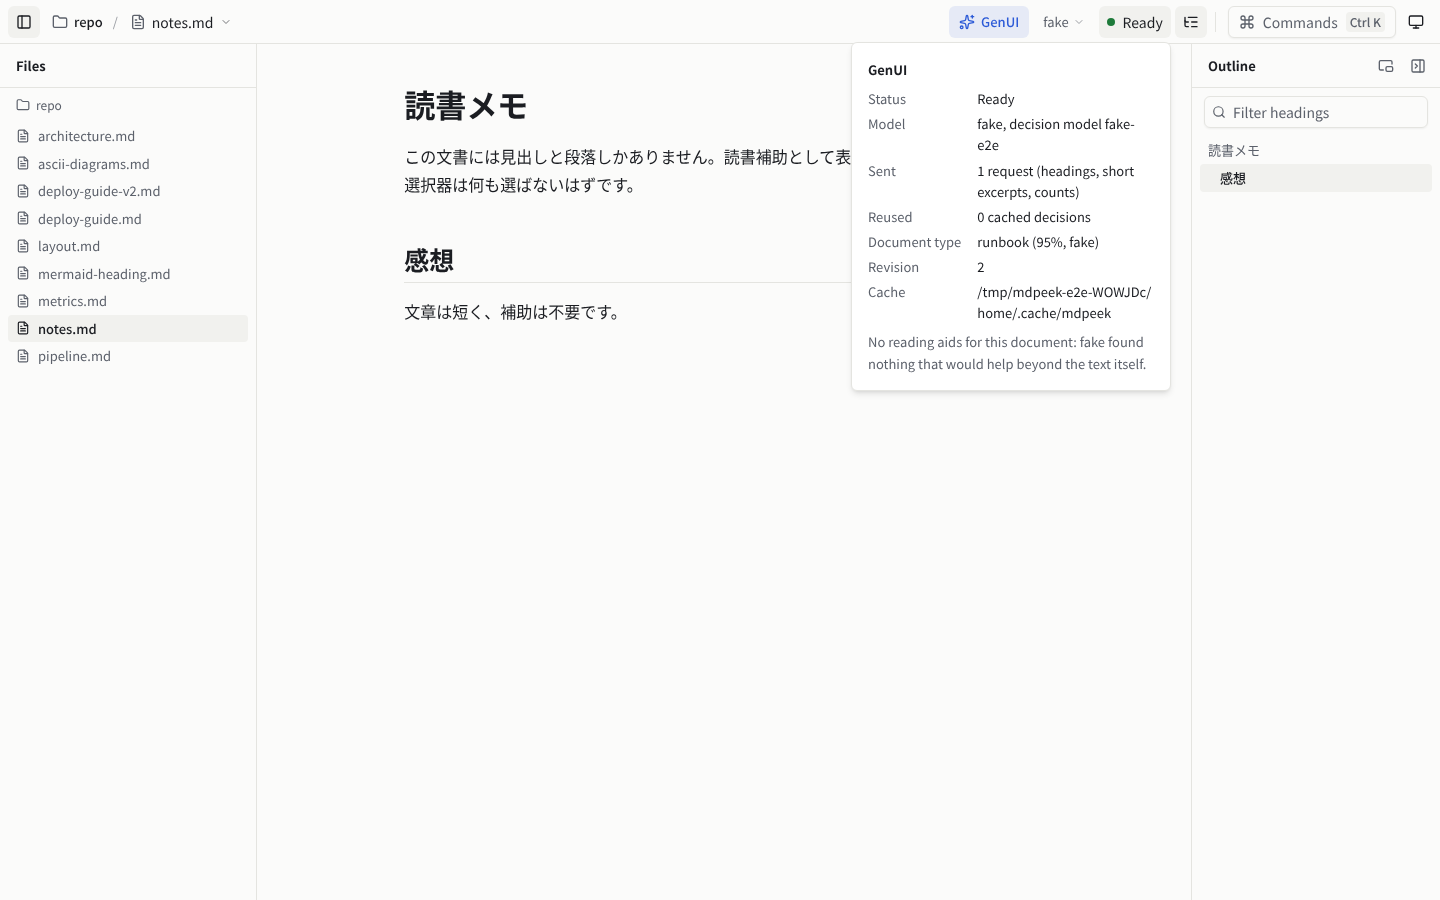 repo / notes.md
GenUI
fake
Ready
Commands
Ctrl K
Files
repo
architecture.md
ascii-diagrams.md
deploy-guide-v2.md
deploy-guide.md
layout.md
mermaid-heading.md
metrics.md
notes.md
pipeline.md
読書メモ
この文書には見出しと段落しかありません。読書補助として表
選択器は何も選ばないはずです。
感想
文章は短く、補助は不要です。
GenUI
Status Ready
Model fake, decision model fake-
e2e
Sent 1 request (headings, short
excerpts, counts)
Reused 0 cached decisions
Document type runbook (95%, fake)
Revision 2
Cache /tmp/mdpeek-e2e-WOWJDc/
home/.cache/mdpeek
No reading aids for this document: fake found
nothing that would help beyond the text itself.
Outline
Filter headings
読書メモ
感想